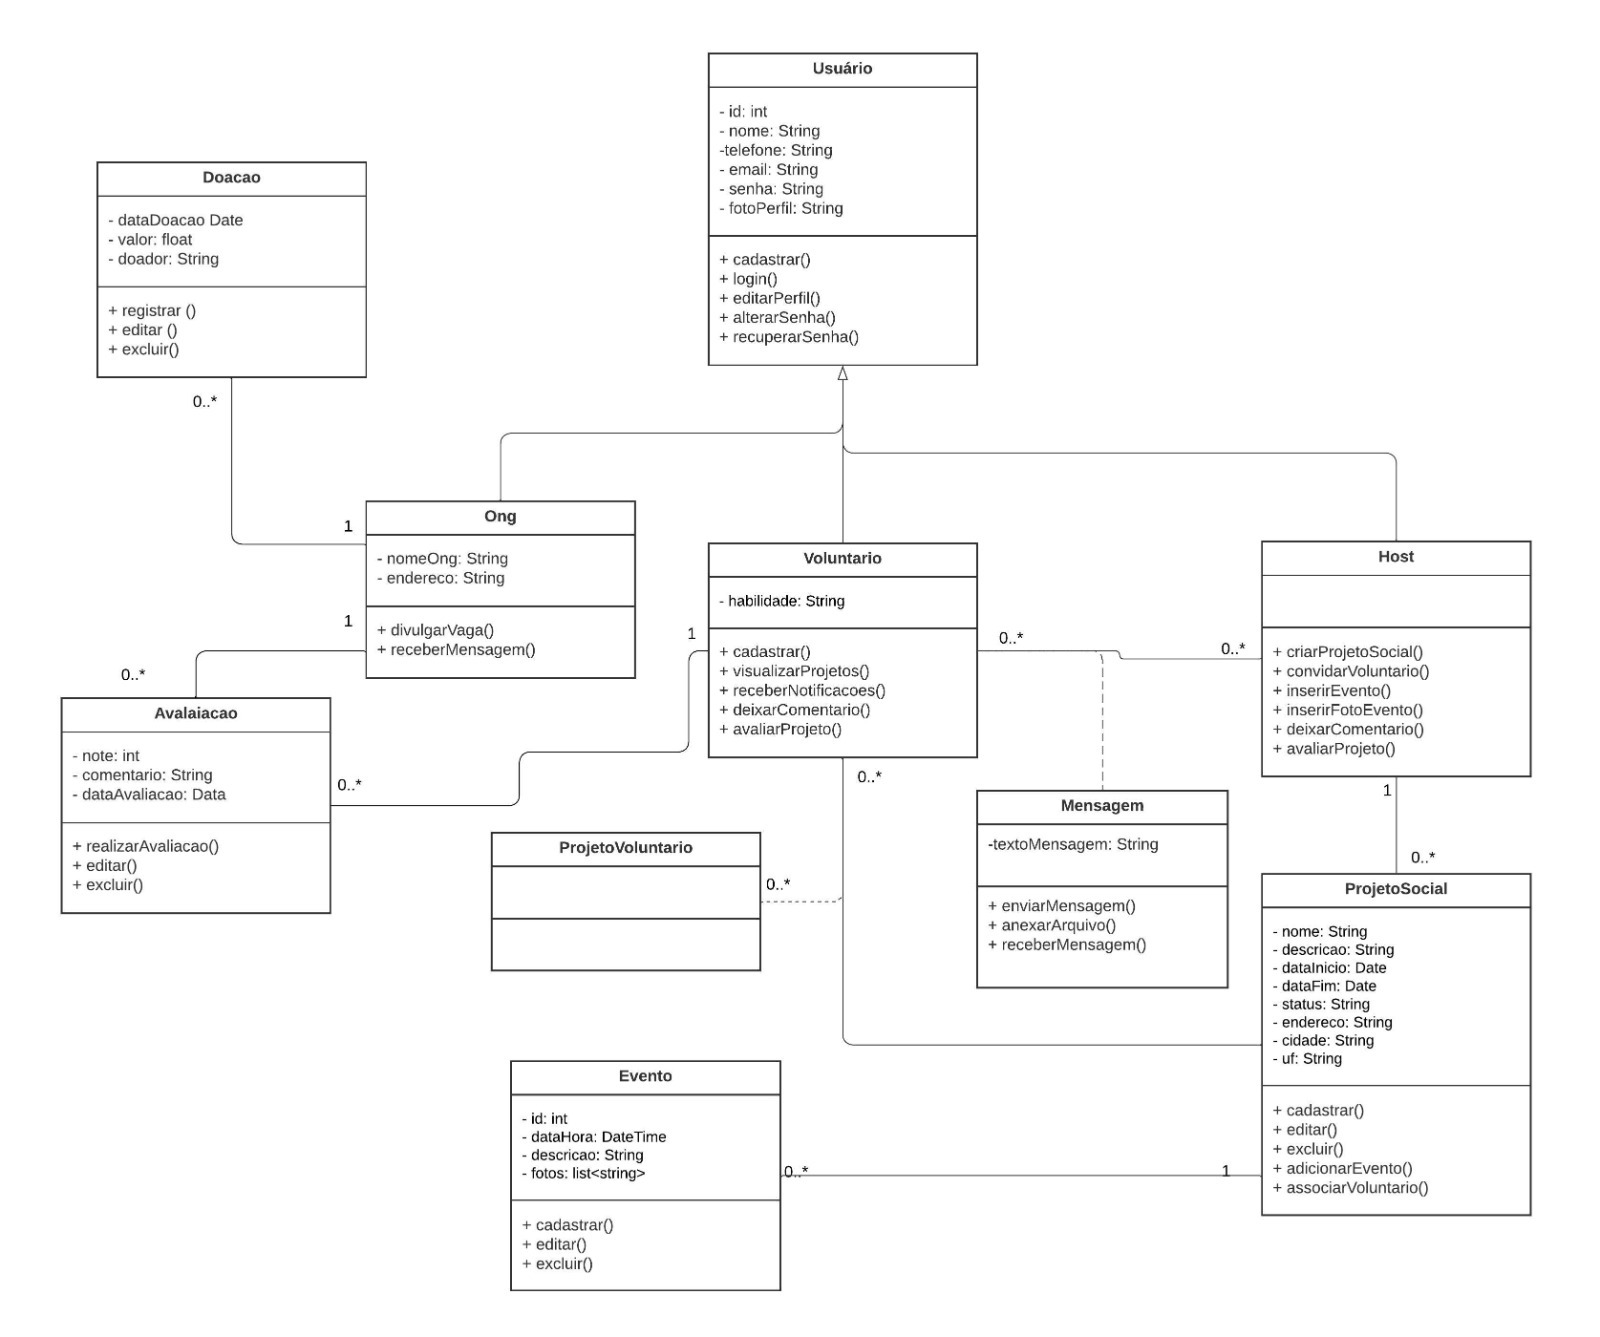 Usuário
- id: int
- nome: String
-telefone: String
- email: String
- senha: String
- fotoPerfil: String
+ cadastrar()
+ login()
+ editarPerfil()
+ alterarSenha()
+ recuperarSenha()
Doacao
- dataDoacao Date
- valor: float
- doador: String
+ registrar ()
+ editar ()
+ excluir()
0..*
1
Ong
- nomeOng: String
- endereco: String
+ divulgarVaga()
+ receberMensagem()
1
0..*
Avalaiacao
- note: int
- comentario: String
- dataAvaliacao: Data
+ realizarAvaliacao()
+ editar()
+ excluir()
0..*
1
Voluntario
- habilidade: String
+ cadastrar()
+ visualizarProjetos()
+ receberNotificacoes()
+ deixarComentario()
+ avaliarProjeto()
0..*
0..*
0..*
Host
+ criarProjetoSocial()
+ convidarVoluntario()
+ inserirEvento()
+ inserirFotoEvento()
+ deixarComentario()
+ avaliarProjeto()
1
0..*
Mensagem
-textoMensagem: String
+ enviarMensagem()
+ anexarArquivo()
+ receberMensagem()
ProjetoVoluntario
0..*
ProjetoSocial
- nome: String
- descricao: String
- dataInicio: Date
- dataFim: Date
- status: String
- endereco: String
- cidade: String
- uf: String
+ cadastrar()
+ editar()
+ excluir()
+ adicionarEvento()
+ associarVoluntario()
Evento
- id: int
- dataHora: DateTime
- descricao: String
- fotos: list<string>
+ cadastrar()
+ editar()
+ excluir()
0..*
1